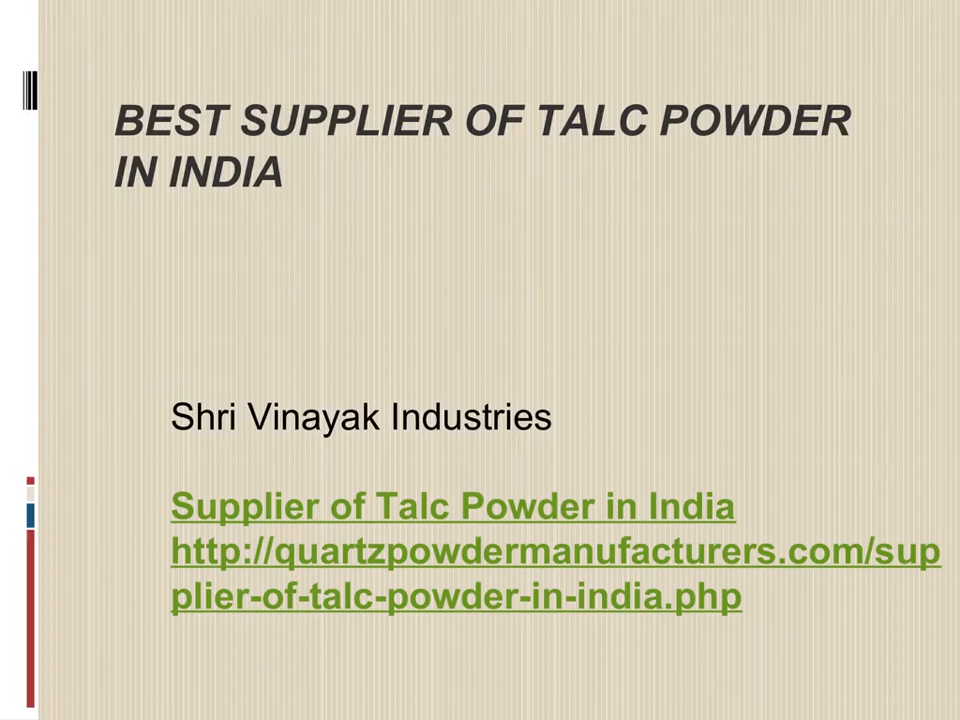 BEST SUPPLIER OF TALC POWDER
IN INDIA
Shri Vinayak Industries
Supplier of Talc Powder in India
http://quartzpowdermanufacturers.com/sup
plier-of-talc-powder-in-india.php